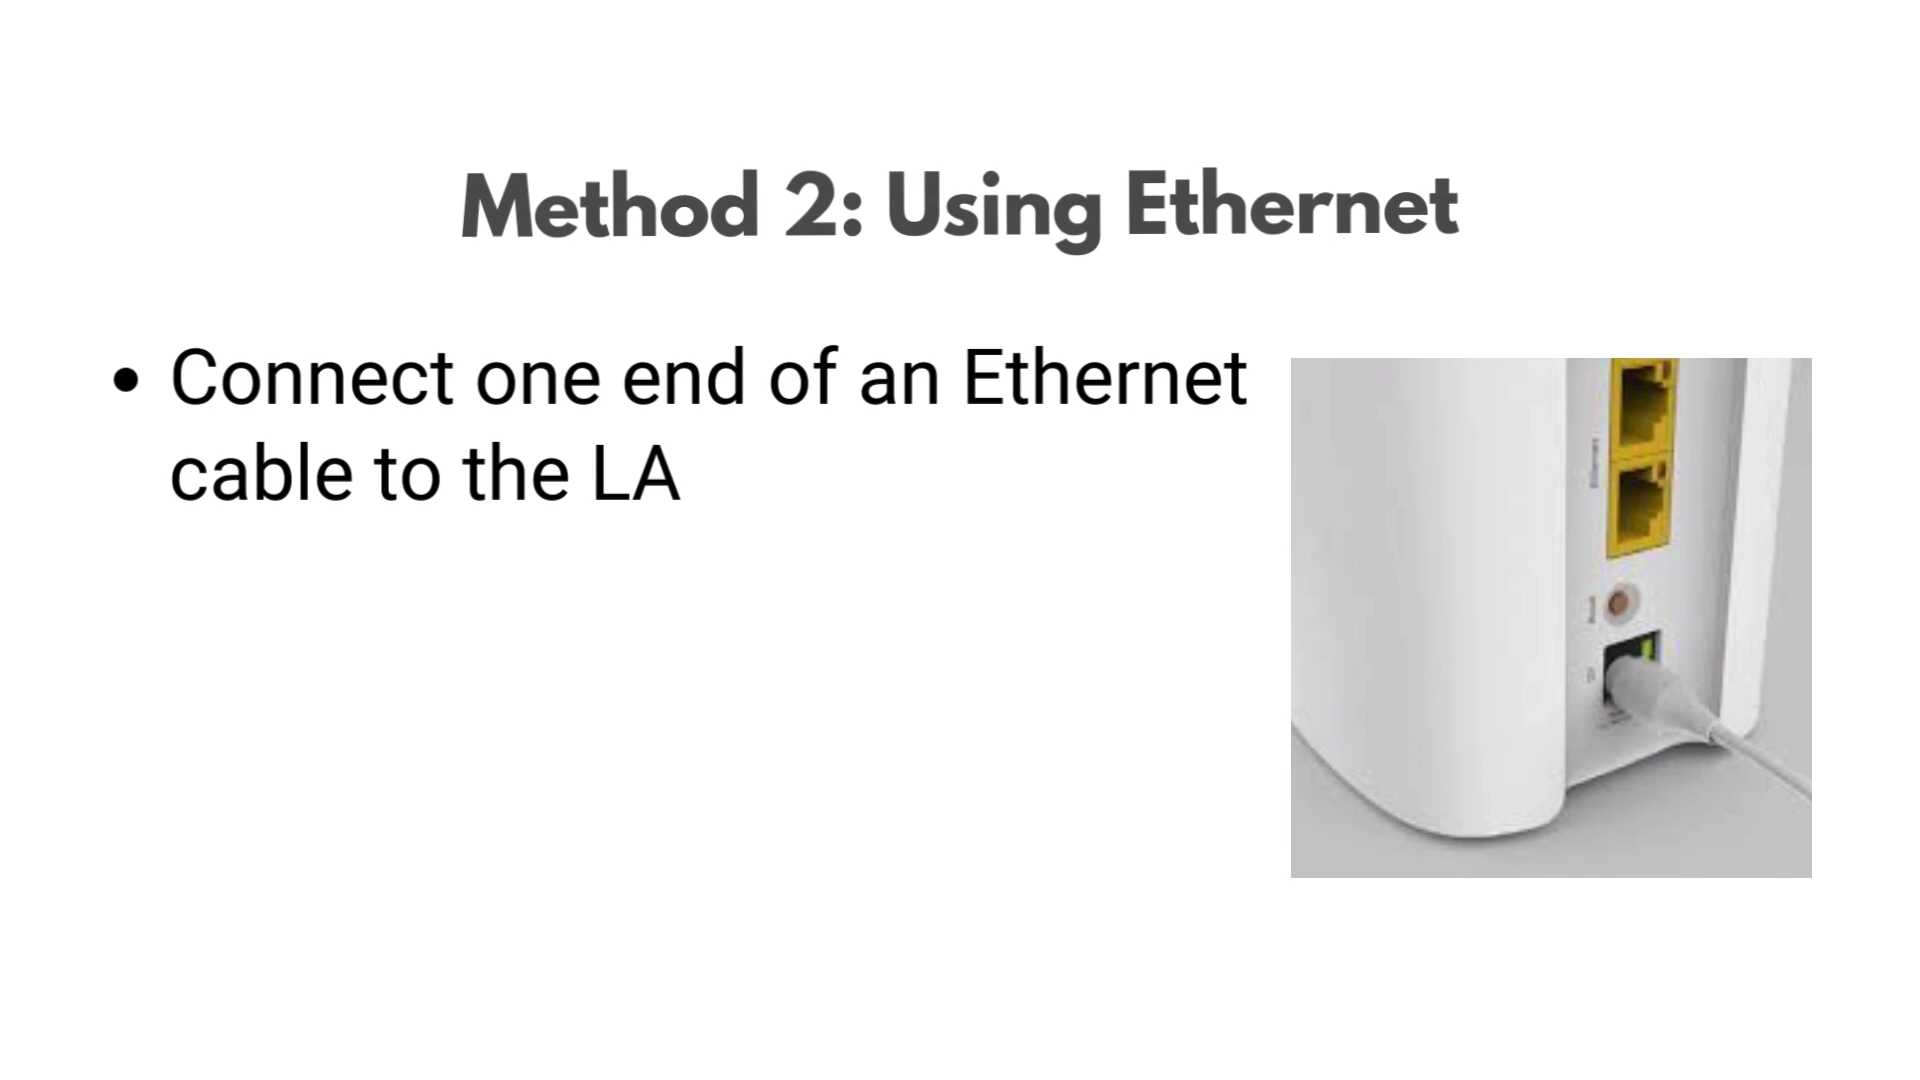 Method 2: Using Ethernet
• Connect one end of an Ethernet
cable to the LA